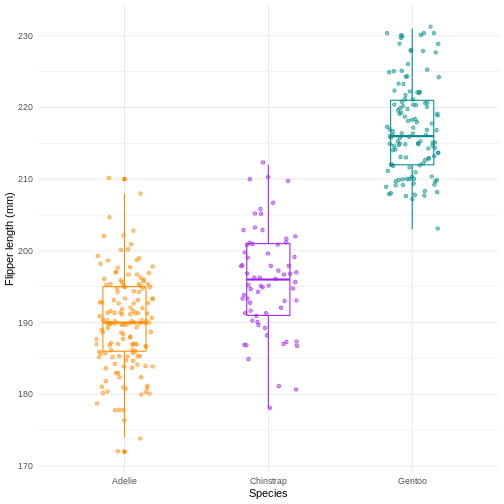 230
220
210
200
190
180
170
Flipper length (mm)
Adelie
Chinstrap
Gentoo
Species